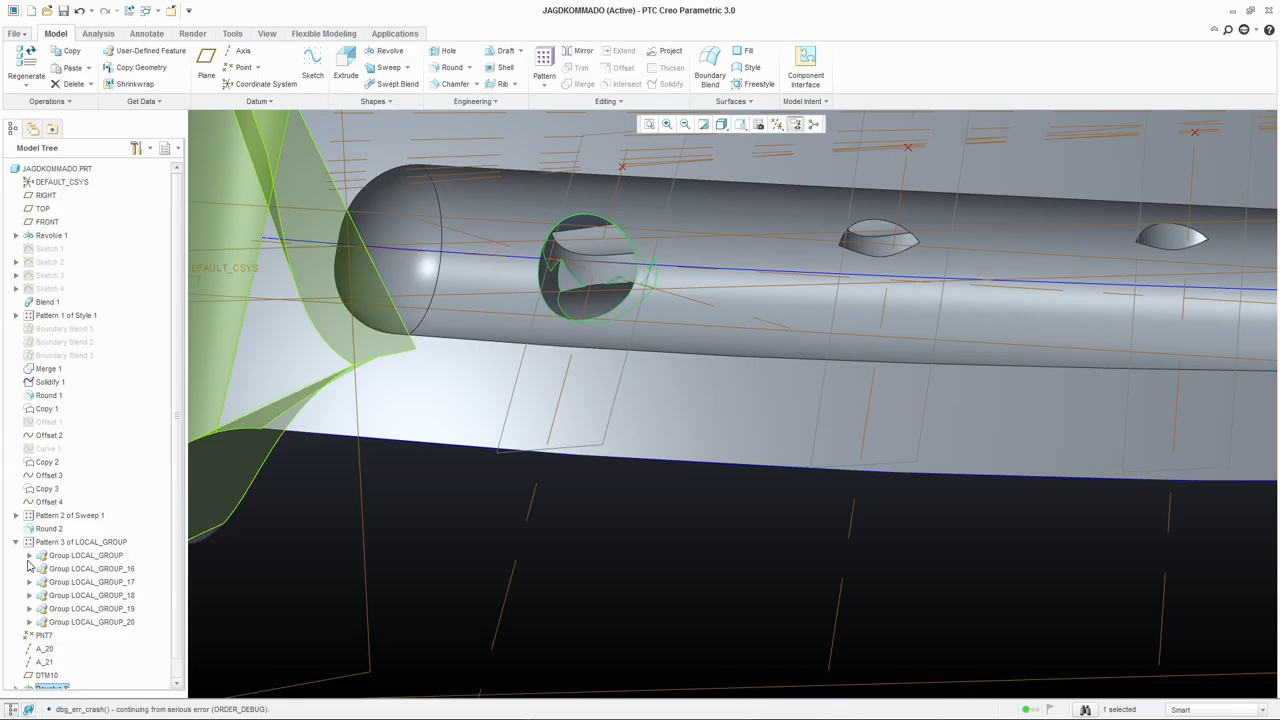 JAGDKOMMADO (Active) - PTC Creo Parametric 3.0
File
Model
Analysis
Annotate
Render
Tools
View
Flexible Modeling
Applications
Regenerate
Copy
Paste
Delete
Operations
User-Defined Feature
Copy Geometry
Shrinkwrap
Get Data
Plane
Axis
Point
Coordinate System
Sketch
Datum
Extrude
Revolve
Sweep
Swept Blend
Shapes
Hole
Round
Chamfer
Draft
Shell
Rib
Engineering
Pattern
Mirror
Trim
Merge
Extend
Offset
Intersect
Project
Thicken
Solidify
Editing
Boundary
Blend
Fill
Style
Freestyle
Surfaces
Component
Interface
Model Intent
Model Tree
JAGDKOMMADO.PRT
DEFAULT_CSYS
RIGHT
TOP
FRONT
Revolve 1
Sketch 1
Sketch 2
Sketch 3
Sketch 4
Blend 1
Pattern 1 of Style 1
Boundary Blend 1
Boundary Blend 2
Boundary Blend 3
Merge 1
Solidify 1
Round 1
Copy 1
Offset 1
Offset 2
Curve 1
Copy 2
Offset 3
Copy 3
Offset 4
Pattern 2 of Sweep 1
Round 2
Pattern 3 of LOCAL_GROUP
Group LOCAL_GROUP
Group LOCAL_GROUP_16
Group LOCAL_GROUP_17
Group LOCAL_GROUP_18
Group LOCAL_GROUP_19
Group LOCAL_GROUP_20
PNT7
A_20
A_21
DTM10
EFAULT_CSYS
dbg_err_crash() - continuing from serious error (ORDER_DEBUG).
1 selected
Smart